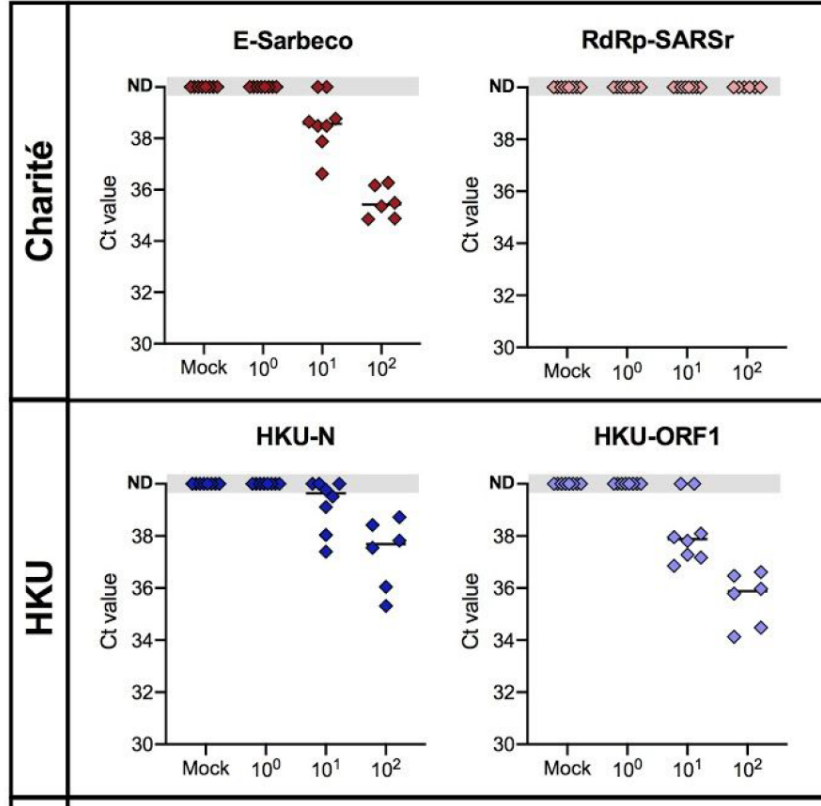 Charité
E-Sarbeco
Ct value
ND
38
36
34
32
30
Mock 10⁰ 10¹ 10²
RdRp-SARSr
Ct value
ND
38
36
34
32
30
Mock 10⁰ 10¹ 10²
HKU
HKU-N
Ct value
ND
38
36
34
32
30
Mock 10⁰ 10¹ 10²
HKU-ORF1
Ct value
ND
38
36
34
32
30
Mock 10⁰ 10¹ 10²